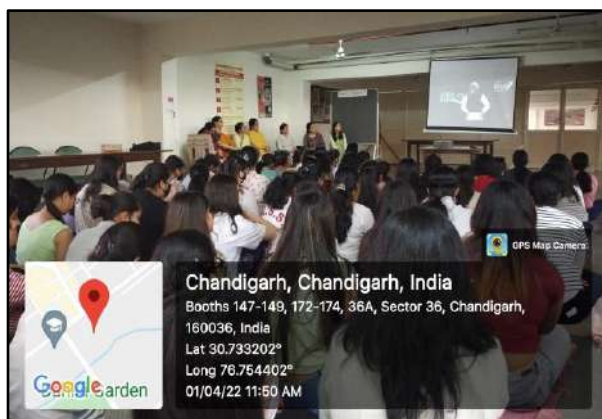 GPS Map Camera
Chandigarh, Chandigarh, India
Booths 147-149, 172-174, 36A, Sector 36, Chandigarh,
160036, India
Lat 30.733202°
Long 76.754402°
01/04/22 11:50 AM
Google
Garden